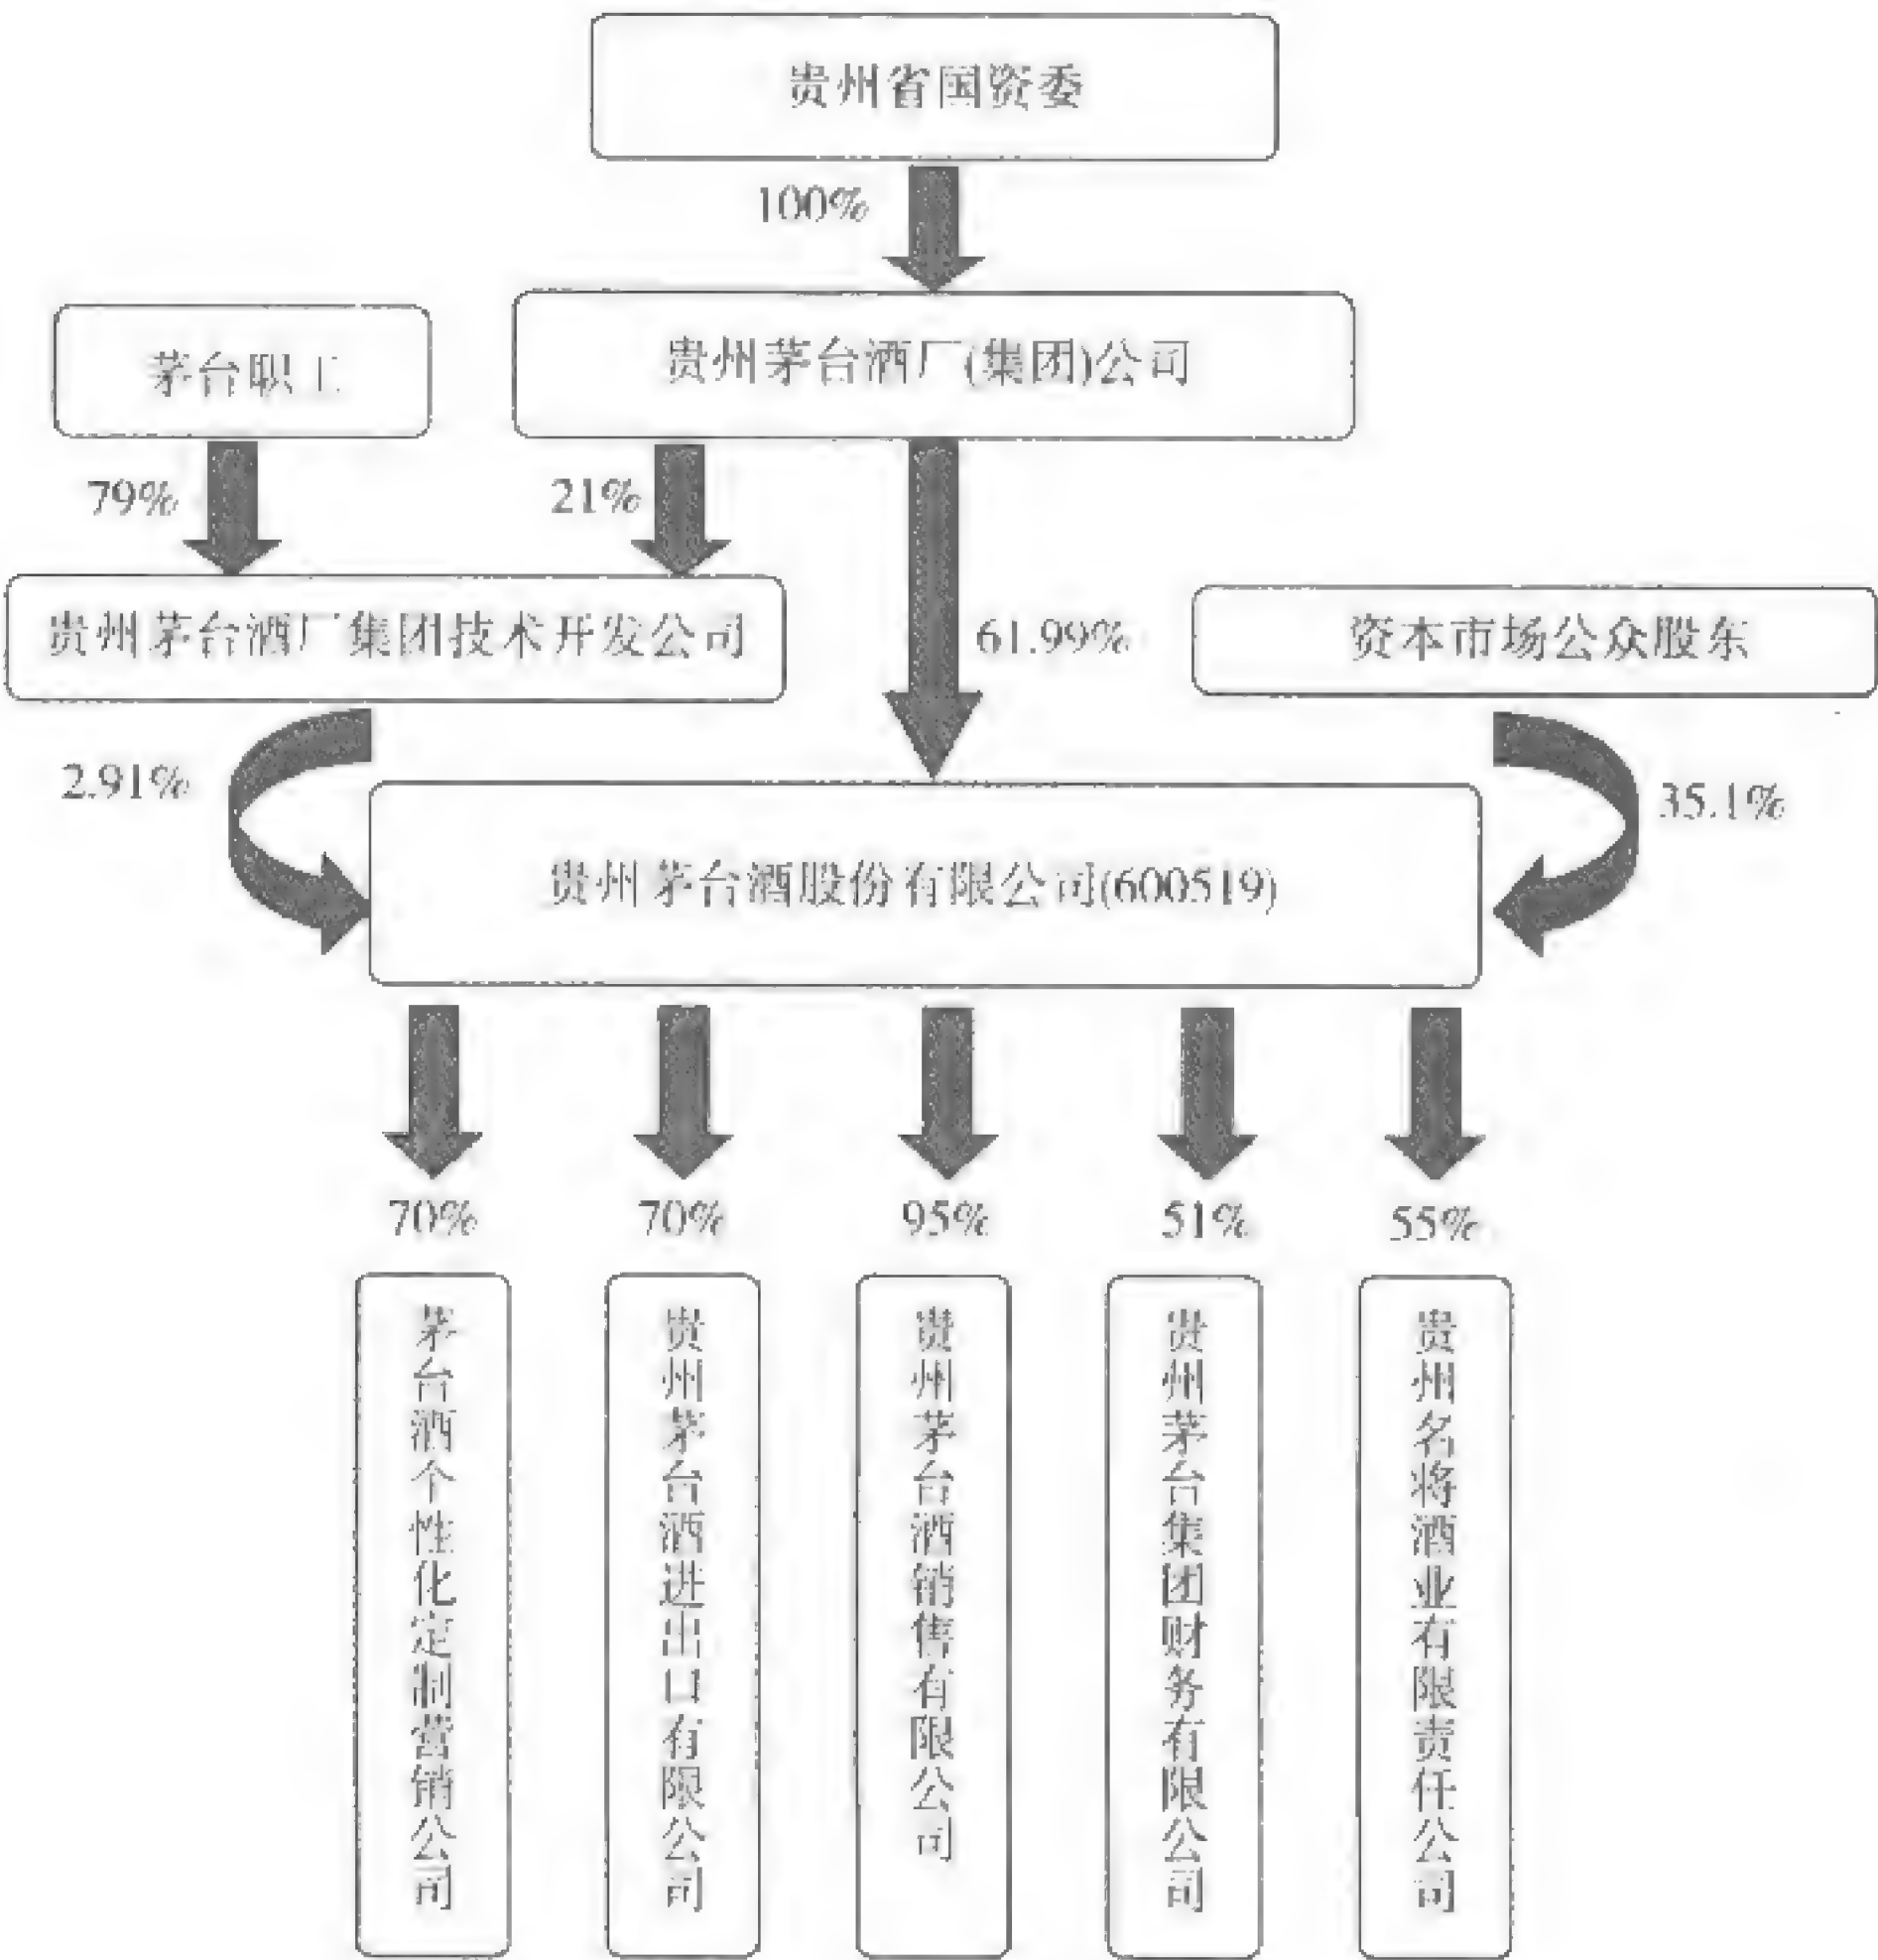 贵州省国资委
100%
茅台职工
贵州茅台酒厂(集团)公司
79%
21%
贵州茅台酒厂集团技术开发公司
61.99%
资本市场公众股东
2.91%
35.1%
贵州茅台酒股份有限公司(600519)
70%
70%
95%
51%
55%
茅台酒个性化定制营销公司
贵州茅台酒进出口有限公司
贵州茅台酒销售有限公司
贵州茅台集团财务有限公司
贵州名将酒业有限责任公司